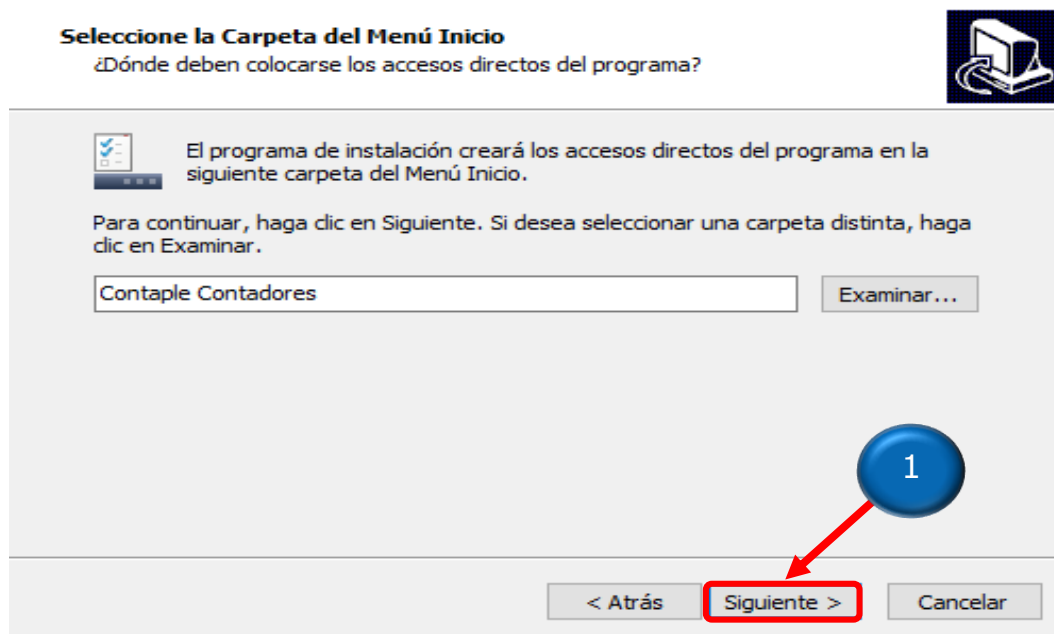 Seleccione la Carpeta del Menú Inicio
¿Dónde deben colocarse los accesos directos del programa?
El programa de instalación creará los accesos directos del programa en la
siguiente carpeta del Menú Inicio.
Para continuar, haga clic en Siguiente. Si desea seleccionar una carpeta distinta, haga
clic en Examinar.
Contaple Contadores
Examinar...
1
< Atrás
Siguiente >
Cancelar